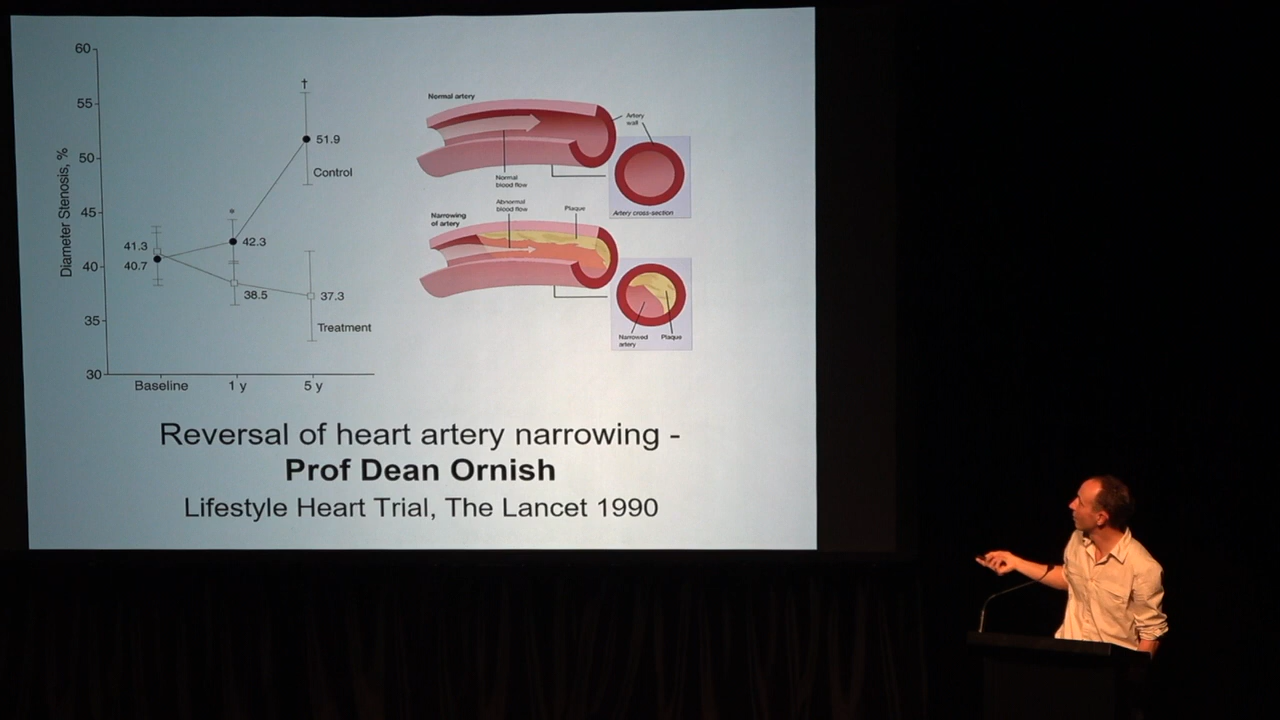 60
55
50
45
40
35
30
Diameter Stenosis, %
†
51.9
Control
*
42.3
41.3
40.7
38.5
37.3
Treatment
Baseline 1 y 5 y
Normal artery
Artery
wall
Normal
blood flow
Artery cross-section
Abnormal
blood flow
Plaque
Narrowing
of artery
Narrowed
artery
Plaque
Reversal of heart artery narrowing -
Prof Dean Ornish
Lifestyle Heart Trial, The Lancet 1990